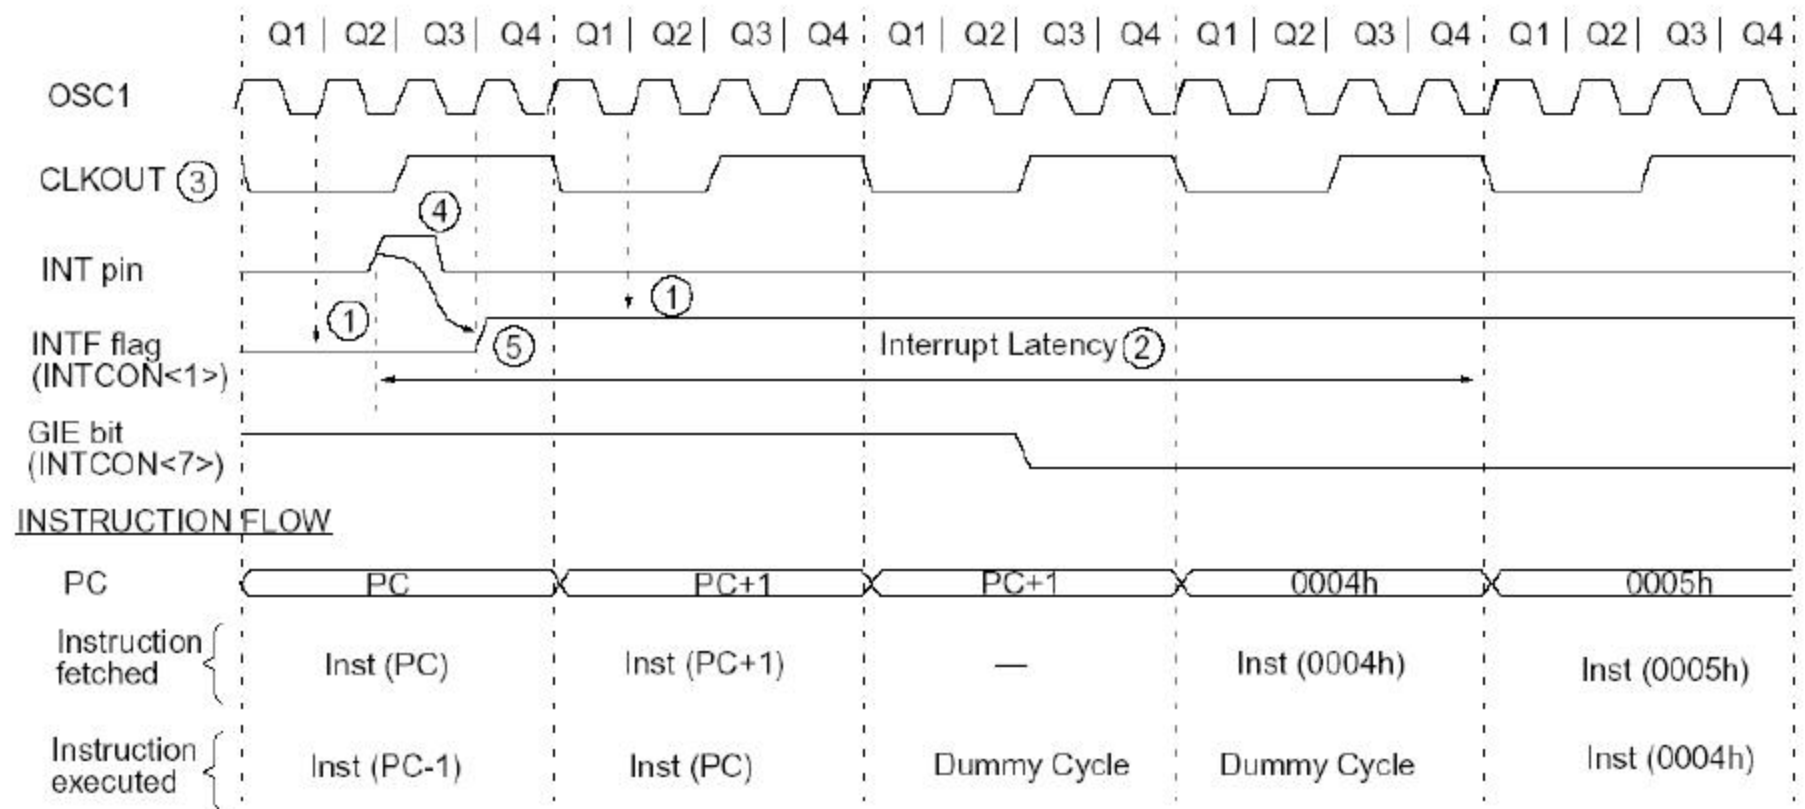 Q1 | Q2 | Q3 | Q4 Q1 | Q2 | Q3 | Q4 Q1 | Q2 | Q3 | Q4 Q1 | Q2 | Q3 | Q4 Q1 | Q2 | Q3 | Q4
OSC1
CLKOUT ③
④
INT pin
① ①
INTF flag
(INTCON<1>)
⑤ Interrupt Latency ②
GIE bit
(INTCON<7>)
INSTRUCTION FLOW
PC PC PC+1 PC+1 0004h 0005h
Instruction
fetched
Inst (PC) Inst (PC+1) — Inst (0004h) Inst (0005h)
Instruction
executed
Inst (PC-1) Inst (PC) Dummy Cycle Dummy Cycle Inst (0004h)